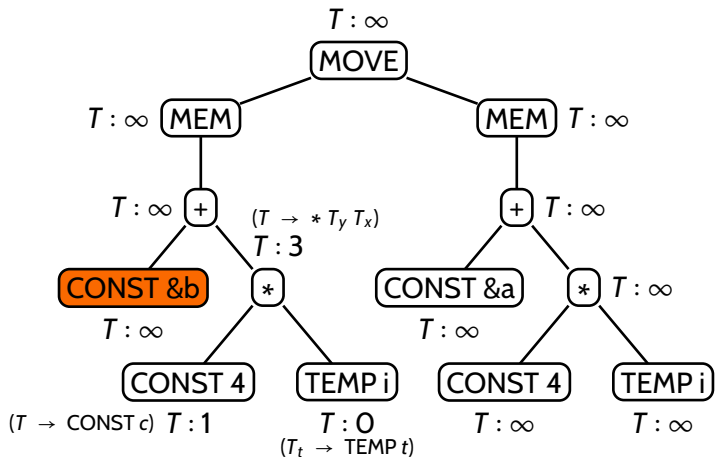 T : ∞
MOVE
T : ∞ MEM MEM T : ∞
T : ∞ + + T : ∞
(T → * T_y T_x)
T : 3
CONST &b * CONST &a * T : ∞
T : ∞ T : ∞
CONST 4 TEMP i CONST 4 TEMP i
(T → CONST c) T : 1 T : 0 T : ∞ T : ∞
(T_t → TEMP t)